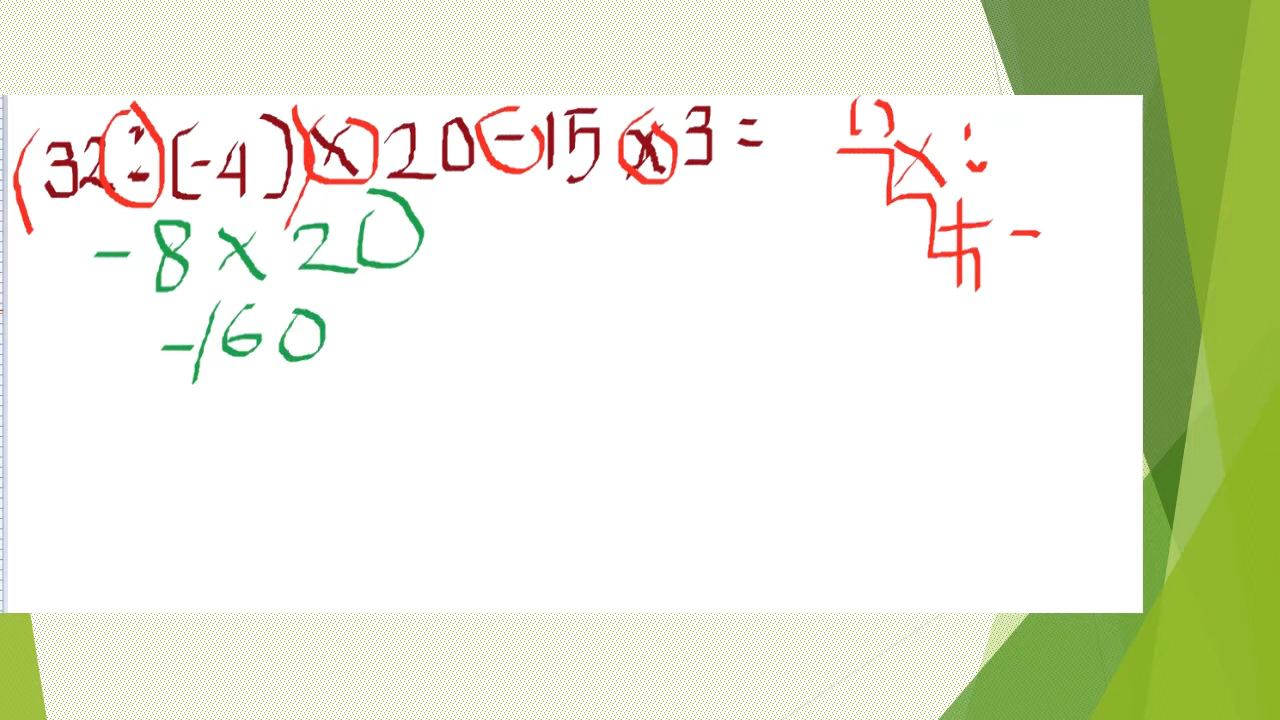 (32 ÷ [-4)) × 20 - 15 × 3 =
() × ÷
-8 × 20
+ -
-160